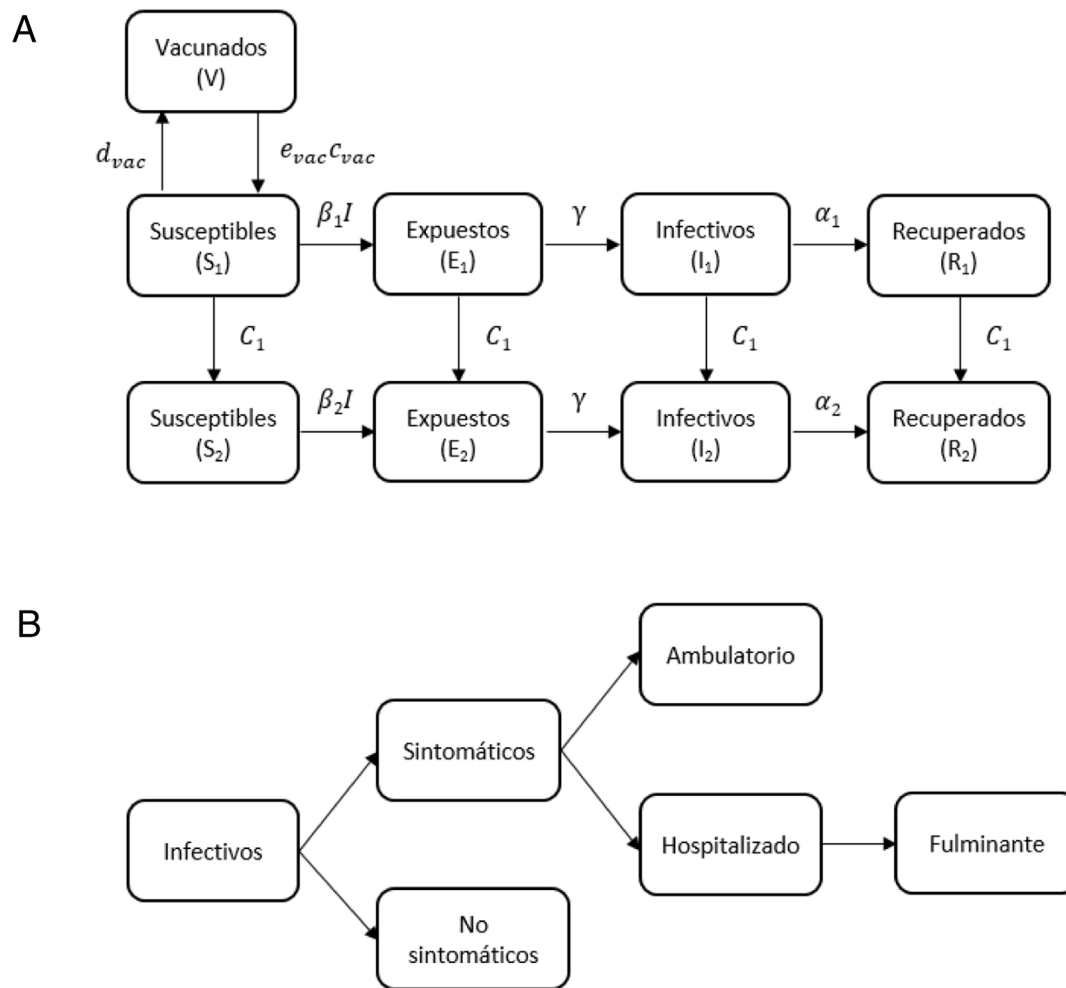 A
Vacunados
(V)
d_vac
e_vac c_vac
Susceptibles
(S₁)
β₁I
Expuestos
(E₁)
γ
Infectivos
(I₁)
α₁
Recuperados
(R₁)
C₁
C₁
C₁
C₁
Susceptibles
(S₂)
β₂I
Expuestos
(E₂)
γ
Infectivos
(I₂)
α₂
Recuperados
(R₂)
B
Ambulatorio
Sintomáticos
Infectivos
Hospitalizado
Fulminante
No
sintomáticos